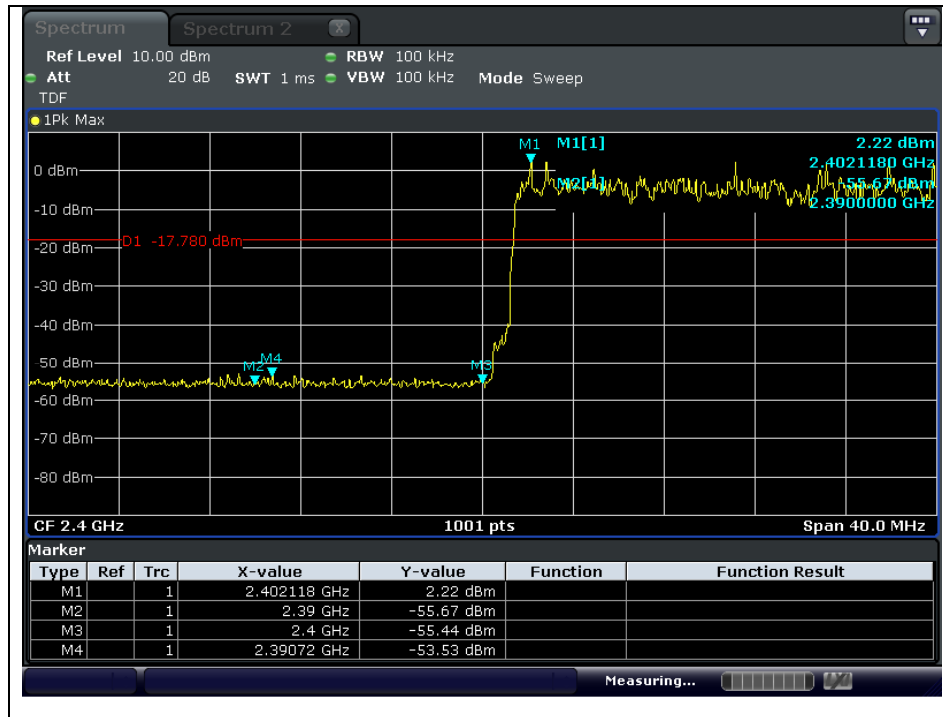 Spectrum Spectrum 2 X
Ref Level 10.00 dBm RBW 100 kHz
Att 20 dB SWT 1 ms VBW 100 kHz Mode Sweep
TDF
1Pk Max
M1 M1[1] 2.22 dBm
2.4021180 GHz
0 dBm
M2[1] -55.67 dBm
2.3900000 GHz
-10 dBm
D1 -17.780 dBm
-20 dBm
-30 dBm
-40 dBm
-50 dBm
M2 M4 M3
-60 dBm
-70 dBm
-80 dBm
CF 2.4 GHz 1001 pts Span 40.0 MHz
Marker
Type Ref Trc X-value Y-value Function Function Result
M1 1 2.402118 GHz 2.22 dBm
M2 1 2.39 GHz -55.67 dBm
M3 1 2.4 GHz -55.44 dBm
M4 1 2.39072 GHz -53.53 dBm
Measuring...